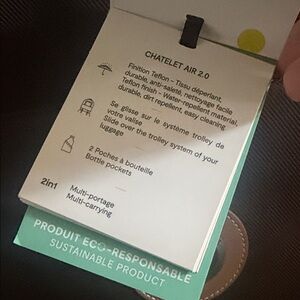 CHATELET AIR 2.0
Finition Teflon - Tissu déperlant,
durable, anti-saleté, nettoyage facile
Teflon finish - Water-repellent material,
durable, dirt repellent, easy cleaning.
Se glisse sur le système trolley de
votre valise
Slide over the trolley system of your
luggage
2 Poches à bouteille
Bottle pockets
2in1
Multi-portage
Multi-carrying
PRODUIT ECO-RESPONSABLE
SUSTAINABLE PRODUCT